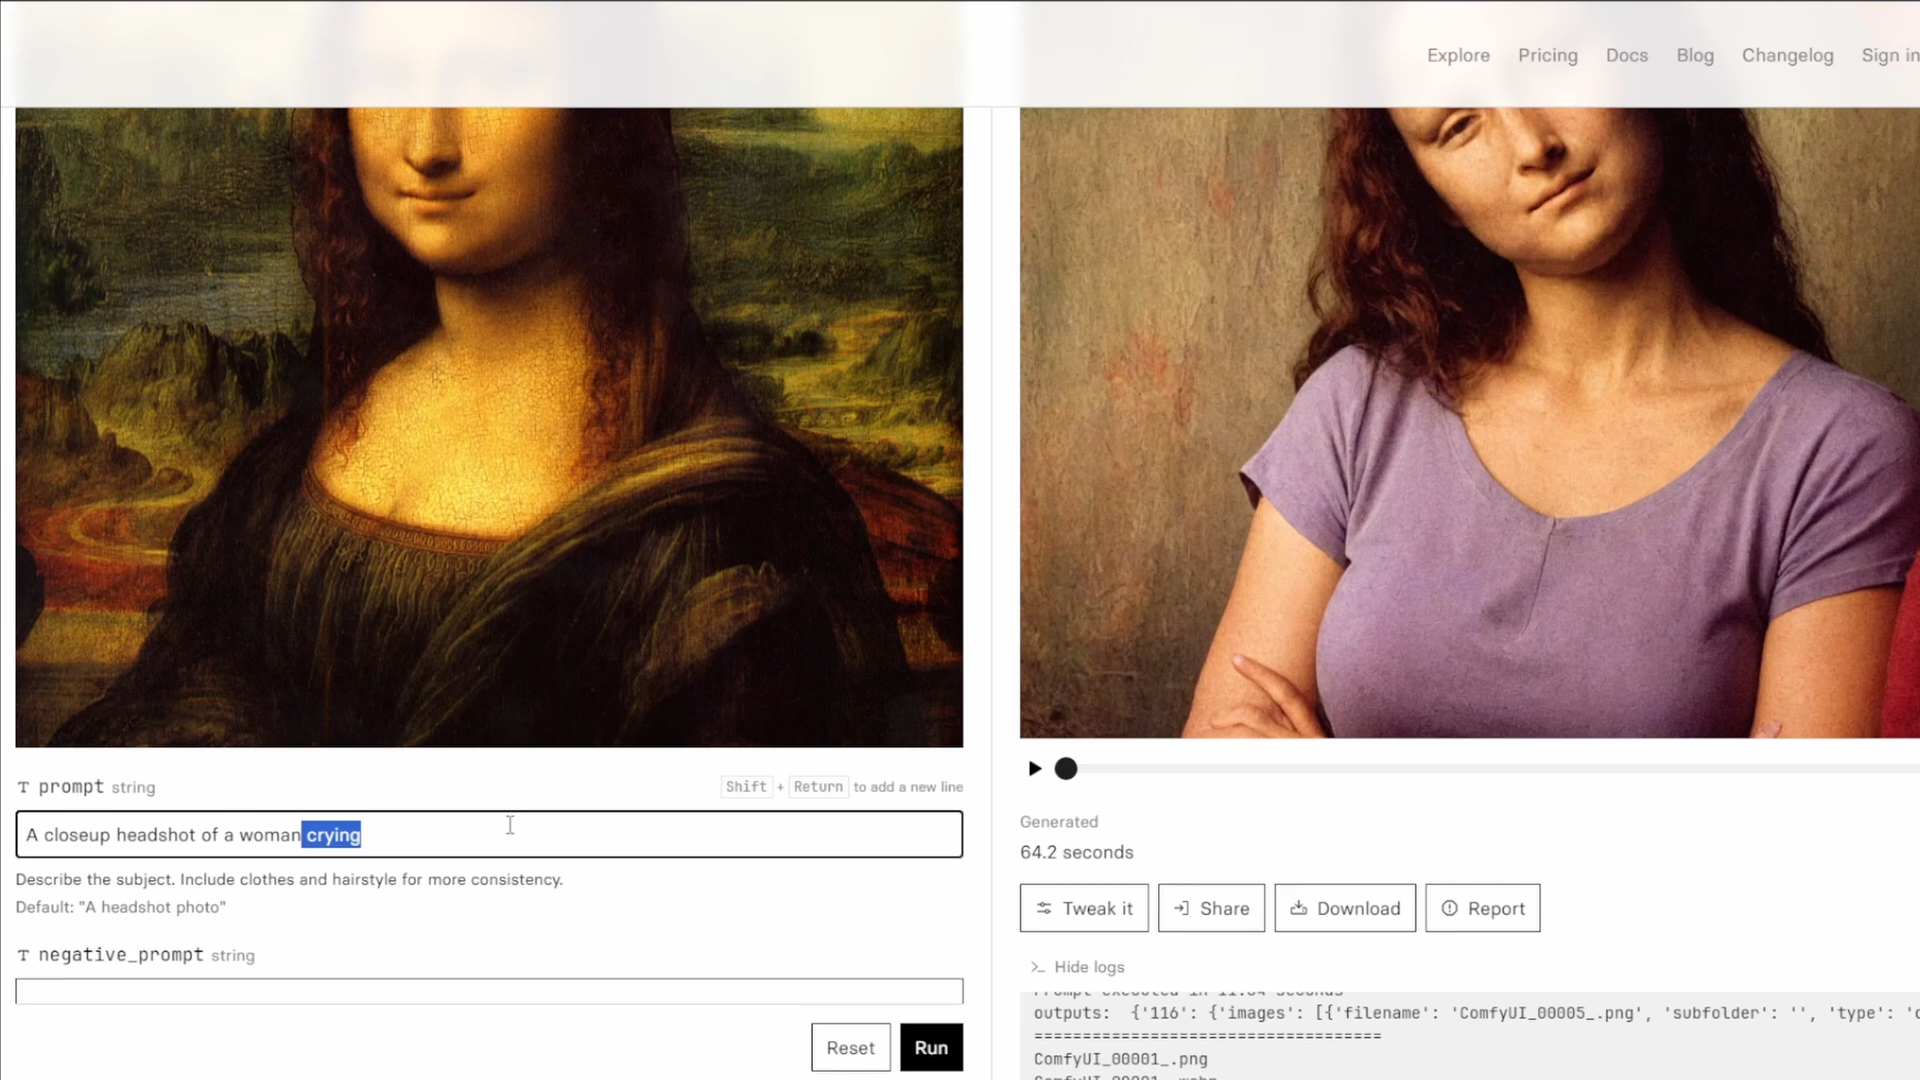 Explore Pricing Docs Blog Changelog Sign in
T prompt string
Shift + Return to add a new line
A closeup headshot of a woman crying
Describe the subject. Include clothes and hairstyle for more consistency.
Default: "A headshot photo"
T negative_prompt string
Reset Run
Generated
64.2 seconds
Tweak it Share Download Report
>_ Hide logs
outputs: {'116': {'images': [{'filename': 'ComfyUI_00005_.png', 'subfolder': '', 'type':
===================================
ComfyUI_00001_.png